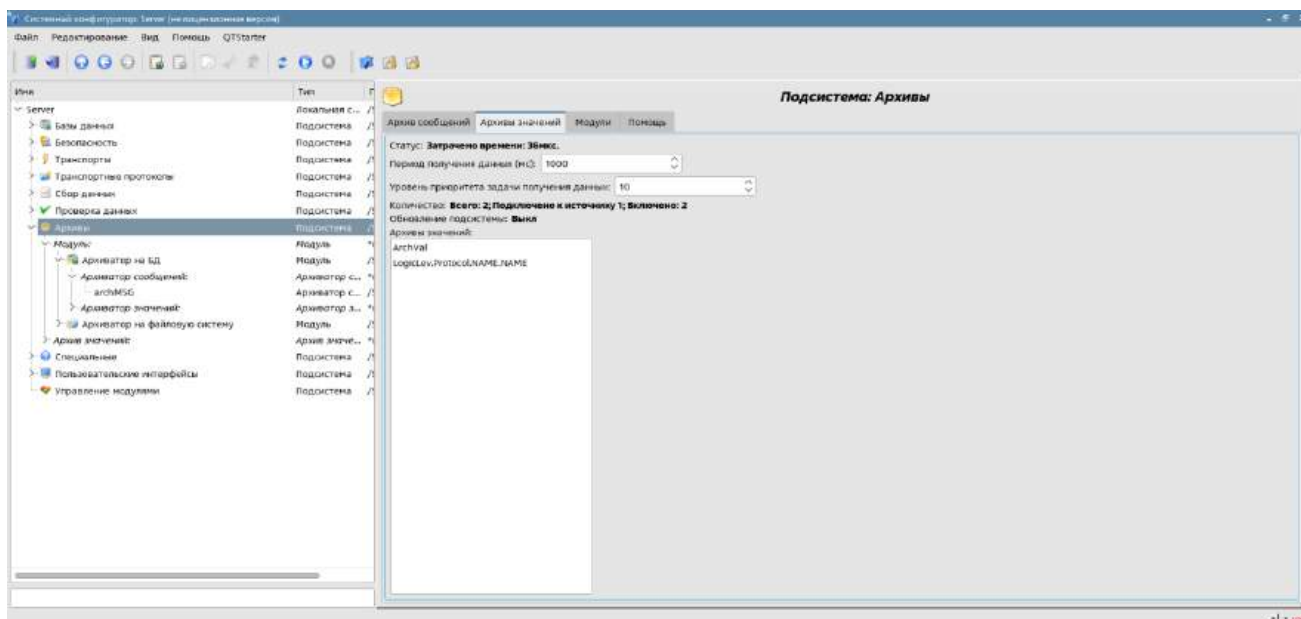 Системный конфигуратор: Server (нелицензионная версия)
Файл Редактирование Вид Помощь QTStarter
Имя Тип
Server Локальная с...
Базы данных Подсистема
Безопасность Подсистема
Транспорты Подсистема
Транспортные протоколы Подсистема
Сбор данных Подсистема
Проверка данных Подсистема
Архивы Подсистема
Модуль: Модуль
Архиватор на БД Модуль
Архиватор сообщений: Архиватор с...
archMSG Архиватор с...
Архиватор значений: Архиватор з...
Архиватор на файловую систему Модуль
Архив значений: Архив значе...
Специальные Подсистема
Пользовательские интерфейсы Подсистема
Управление модулями Подсистема
Подсистема: Архивы
Архив сообщений Архивы значений Модули Помощь
Статус: Затрачено времени: 36мкс.
Период получения данных (мс): 1000
Уровень приоритета задачи получения данных: 10
Количество: Всего: 2; Подключено к источнику 1; Включено: 2
Обновление подсистемы: Выкл
Архивы значений:
ArchVal
LogicLev.Protocol.NAME.NAME